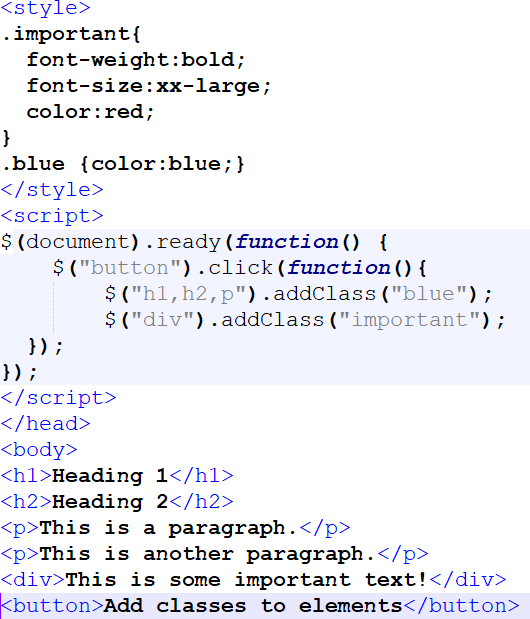 <style>
.important{
  font-weight:bold;
  font-size:xx-large;
  color:red;
}
.blue {color:blue;}
</style>
<script>
$(document).ready(function() {
    $("button").click(function(){
        $("h1,h2,p").addClass("blue");
        $("div").addClass("important");
  });
});
</script>
</head>
<body>
<h1>Heading 1</h1>
<h2>Heading 2</h2>
<p>This is a paragraph.</p>
<p>This is another paragraph.</p>
<div>This is some important text!</div>
<button>Add classes to elements</button>